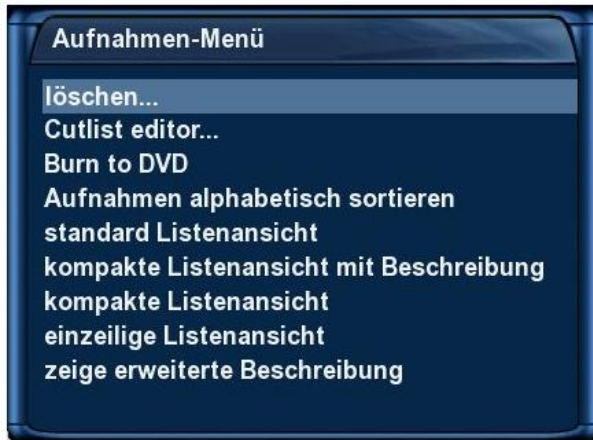 Aufnahmen-Menü
löschen...
Cutlist editor...
Burn to DVD
Aufnahmen alphabetisch sortieren
standard Listenansicht
kompakte Listenansicht mit Beschreibung
kompakte Listenansicht
einzeilige Listenansicht
zeige erweiterte Beschreibung